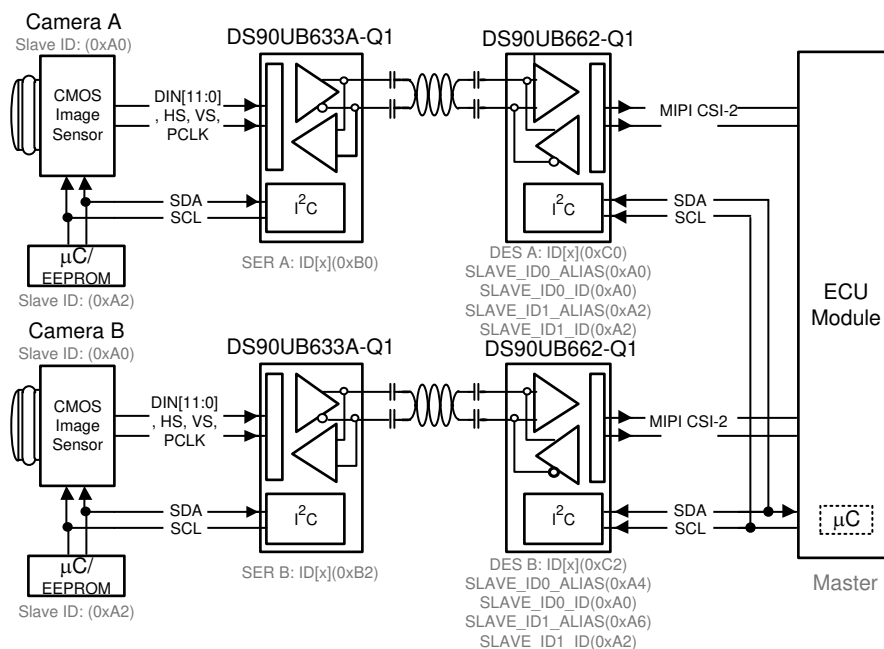 Camera A
Slave ID: (0xA0)
DS90UB633A-Q1
DS90UB662-Q1
CMOS
Image
Sensor
DIN[11:0]
, HS, VS,
PCLK
MIPI CSI-2
SDA
SCL
I²C
I²C
SDA
SCL
µC/
EEPROM
Slave ID: (0xA2)
SER A: ID[x](0xB0)
DES A: ID[x](0xC0)
SLAVE_ID0_ALIAS(0xA0)
SLAVE_ID0_ID(0xA0)
SLAVE_ID1_ALIAS(0xA2)
SLAVE_ID1_ID(0xA2)
ECU
Module
Camera B
Slave ID: (0xA0)
DS90UB633A-Q1
DS90UB662-Q1
CMOS
Image
Sensor
DIN[11:0]
, HS, VS,
PCLK
MIPI CSI-2
SDA
SCL
I²C
I²C
SDA
SCL
µC
µC/
EEPROM
Slave ID: (0xA2)
SER B: ID[x](0xB2)
DES B: ID[x](0xC2)
SLAVE_ID0_ALIAS(0xA4)
SLAVE_ID0_ID(0xA0)
SLAVE_ID1_ALIAS(0xA6)
SLAVE_ID1_ID(0xA2)
Master